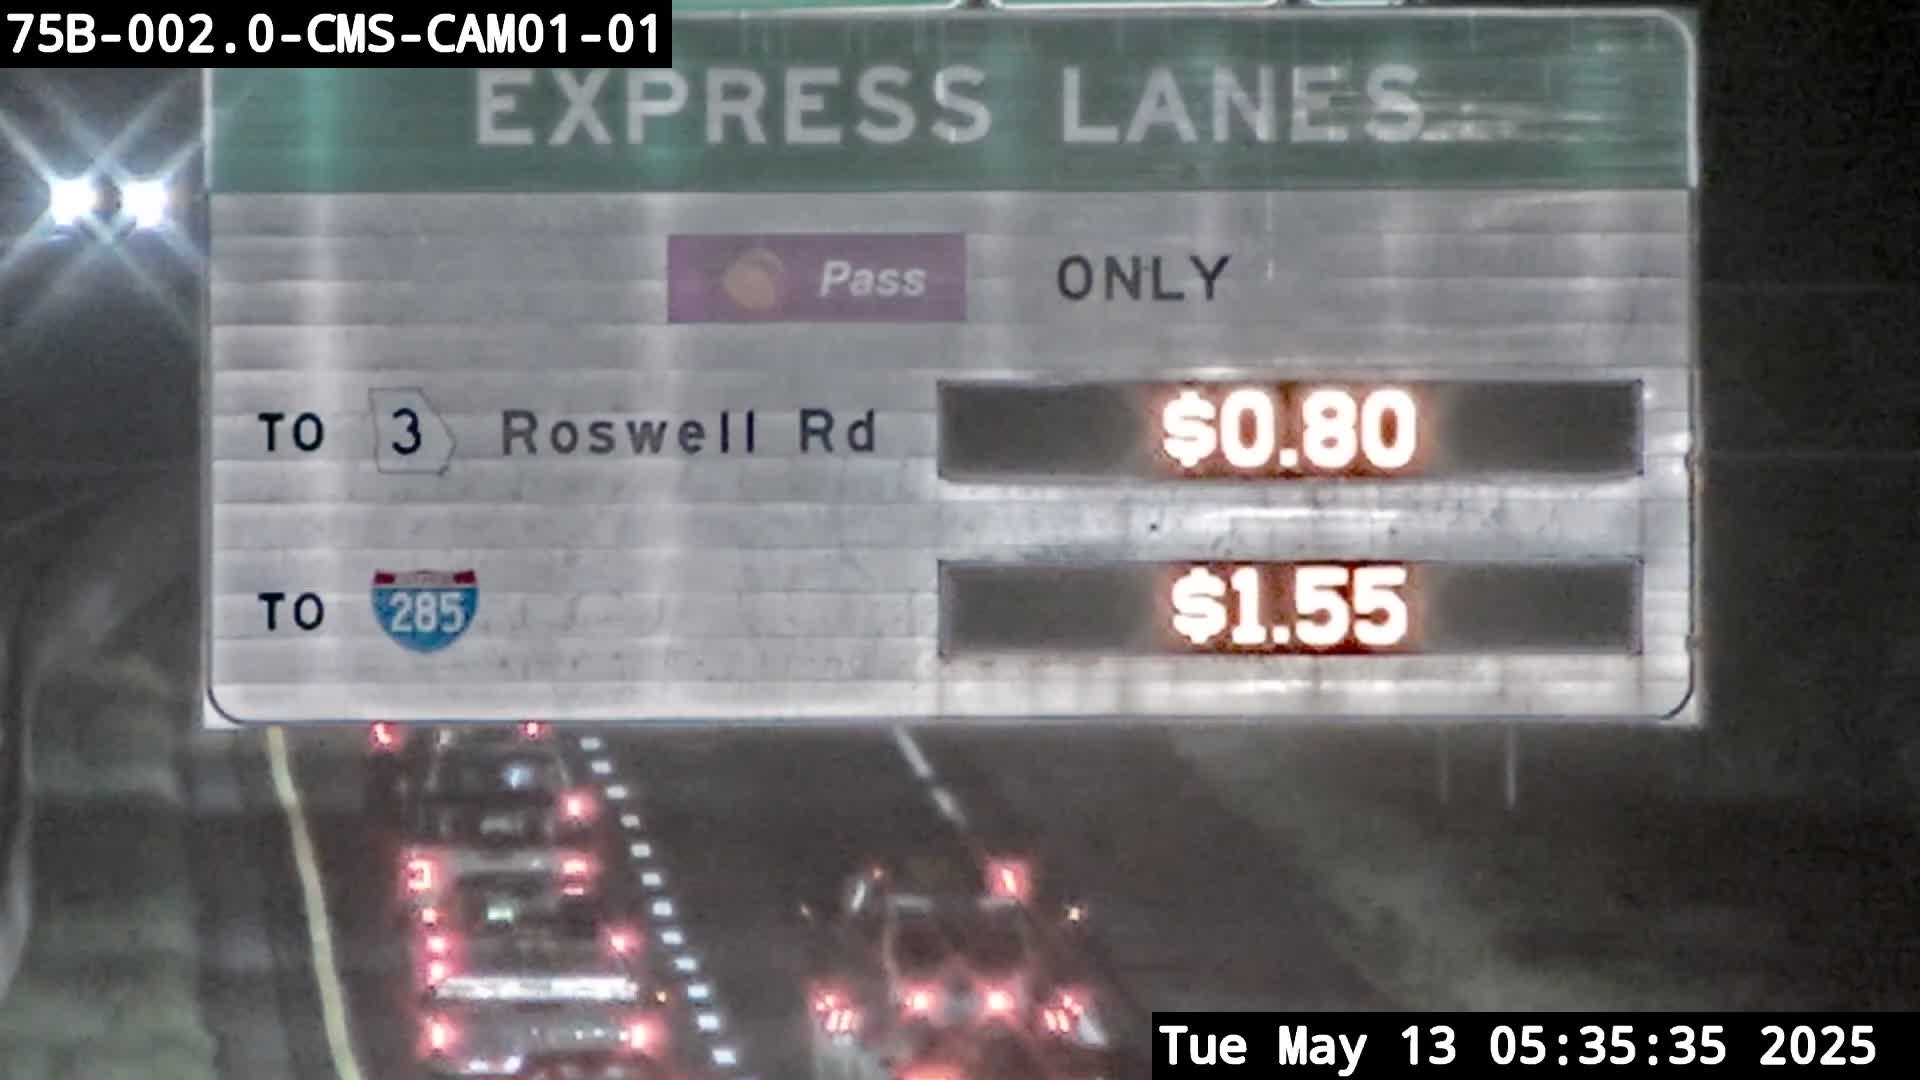 75B-002.0-CMS-CAM01-01
EXPRESS LANES
Pass ONLY
TO 3 Roswell Rd $0.80
TO 285 $1.55
Tue May 13 05:35:35 2025